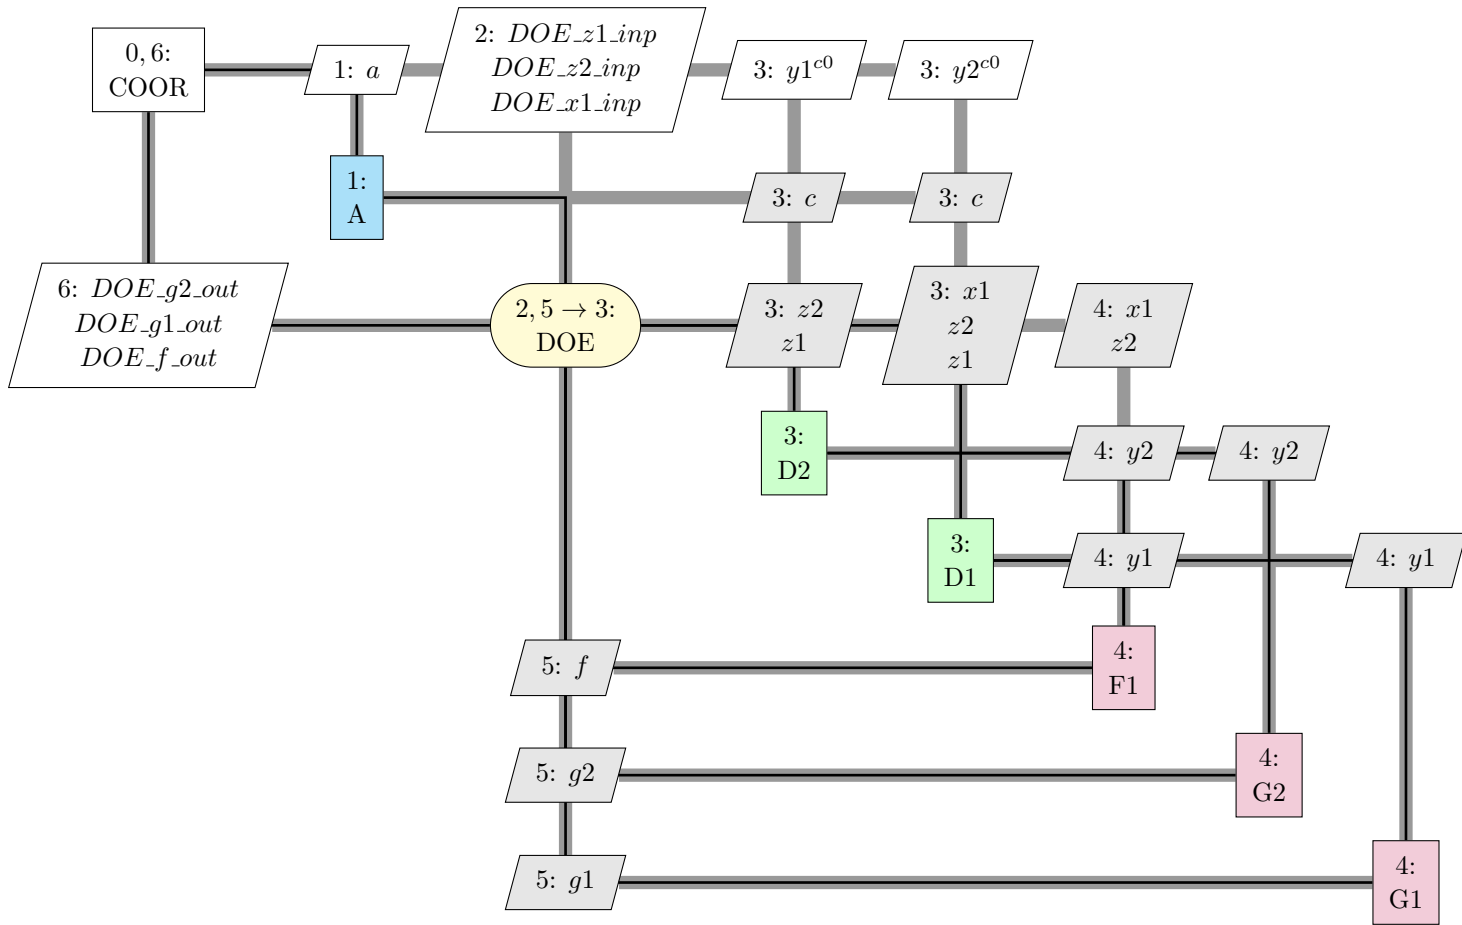 0, 6:
COOR
1: a
2: DOE_z1_inp
DOE_z2_inp
DOE_x1_inp
3: y1^{c0}
3: y2^{c0}
1:
A
3: c
3: c
6: DOE_g2_out
DOE_g1_out
DOE_f_out
2, 5 → 3:
DOE
3: z2
z1
3: x1
z2
z1
4: x1
z2
3:
D2
4: y2
4: y2
3:
D1
4: y1
4: y1
5: f
4:
F1
5: g2
4:
G2
5: g1
4:
G1